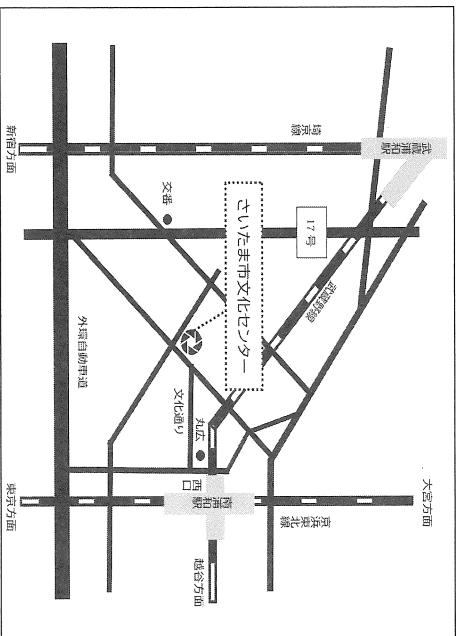 大宮方面
武蔵浦和駅
埼京線
17号
武蔵野線
京浜東北線
さいたま市文化センター
交番
丸広
西口
南浦和駅
越谷方面
文化通り
外環自動車道
新宿方面
東京方面